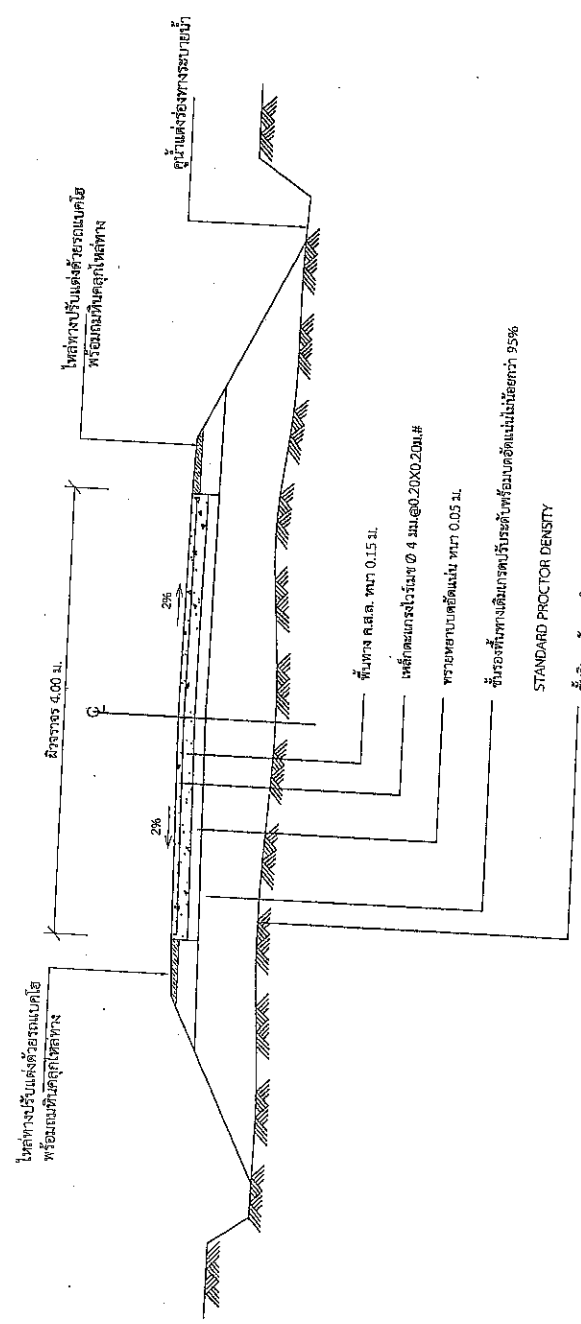 ไหล่ทางปรับแต่งด้วยรถแบคโฮ
พร้อมถมหินคลุกไหล่ทาง
ผิวจราจร 4.00 ม.
ไหล่ทางปรับแต่งด้วยรถแบคโฮ
พร้อมถมหินคลุกไหล่ทาง
คูน้ำแต่งร่องทางระบายน้ำ
2%
2%
พื้นทาง ค.ส.ล. หนา 0.15 ม.
เหล็กตะแกรงไวร์เมช Ø 4 มม.@0.20X0.20ม.#
ทรายหยาบบดอัดแน่น หนา 0.05 ม.
ชั้นรองพื้นทางเดิมเกรดปรับระดับพร้อมบดอัดแน่นไม่น้อยกว่า 95%
STANDARD PROCTOR DENSITY